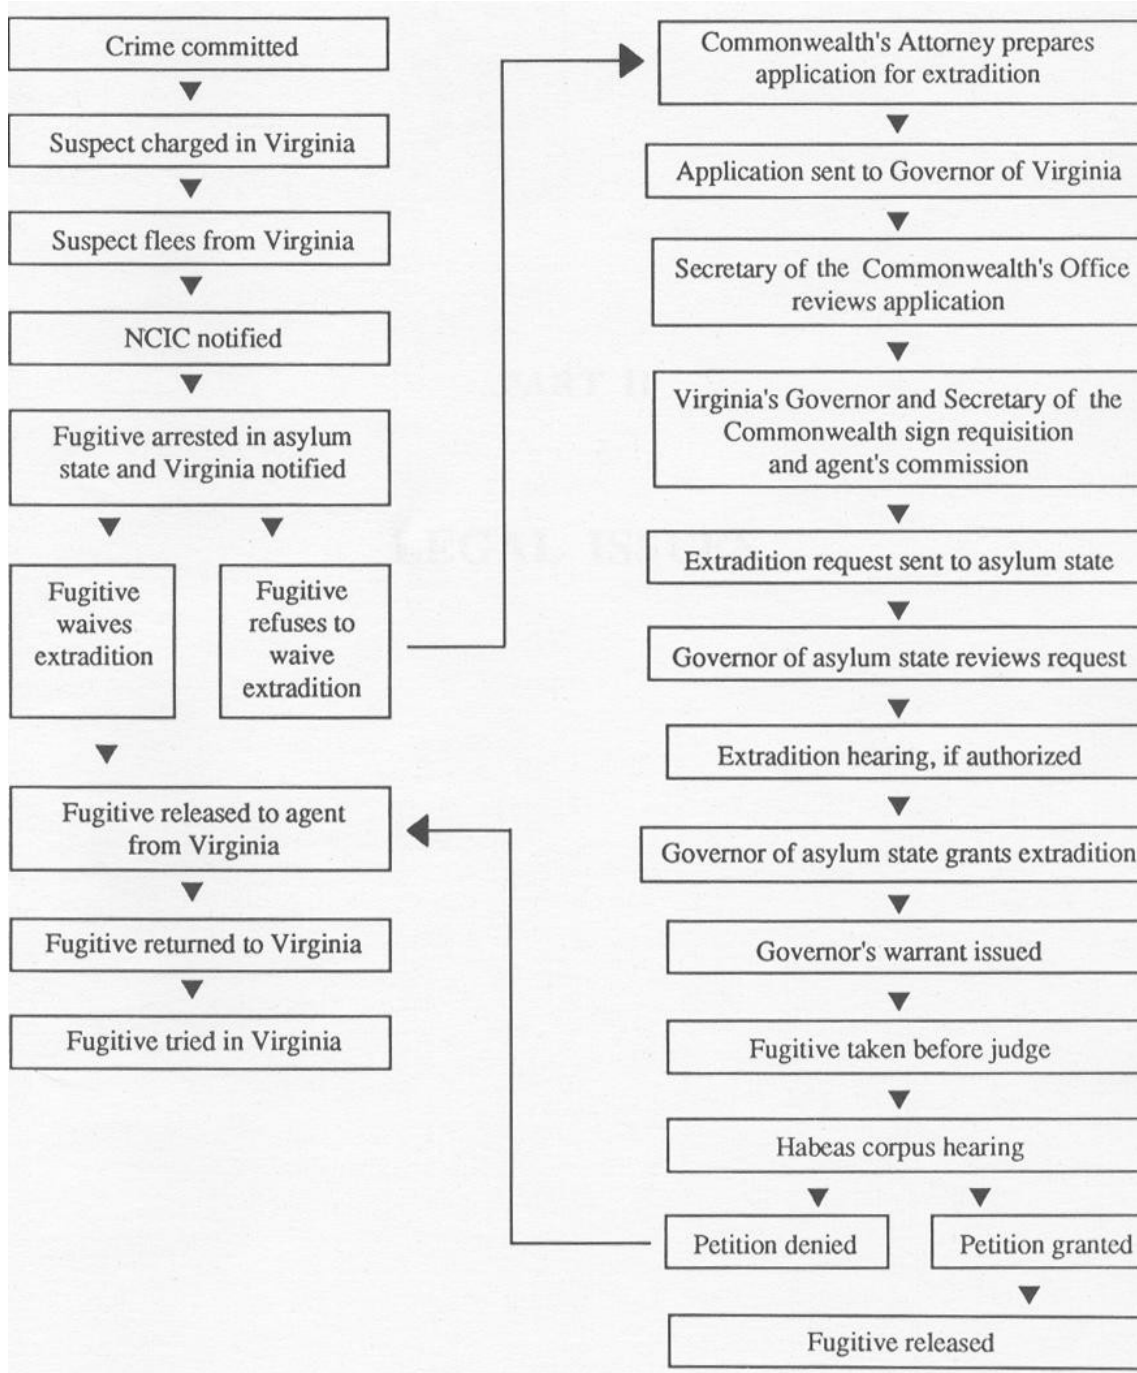 Crime committed
Suspect charged in Virginia
Suspect flees from Virginia
NCIC notified
Fugitive arrested in asylum
state and Virginia notified
Fugitive
waives
extradition
Fugitive
refuses to
waive
extradition
Fugitive released to agent
from Virginia
Fugitive returned to Virginia
Fugitive tried in Virginia
Commonwealth's Attorney prepares
application for extradition
Application sent to Governor of Virginia
Secretary of the Commonwealth's Office
reviews application
Virginia's Governor and Secretary of the
Commonwealth sign requisition
and agent's commission
Extradition request sent to asylum state
Governor of asylum state reviews request
Extradition hearing, if authorized
Governor of asylum state grants extradition
Governor's warrant issued
Fugitive taken before judge
Habeas corpus hearing
Petition denied
Petition granted
Fugitive released
PART II
LEGAL ISSUES